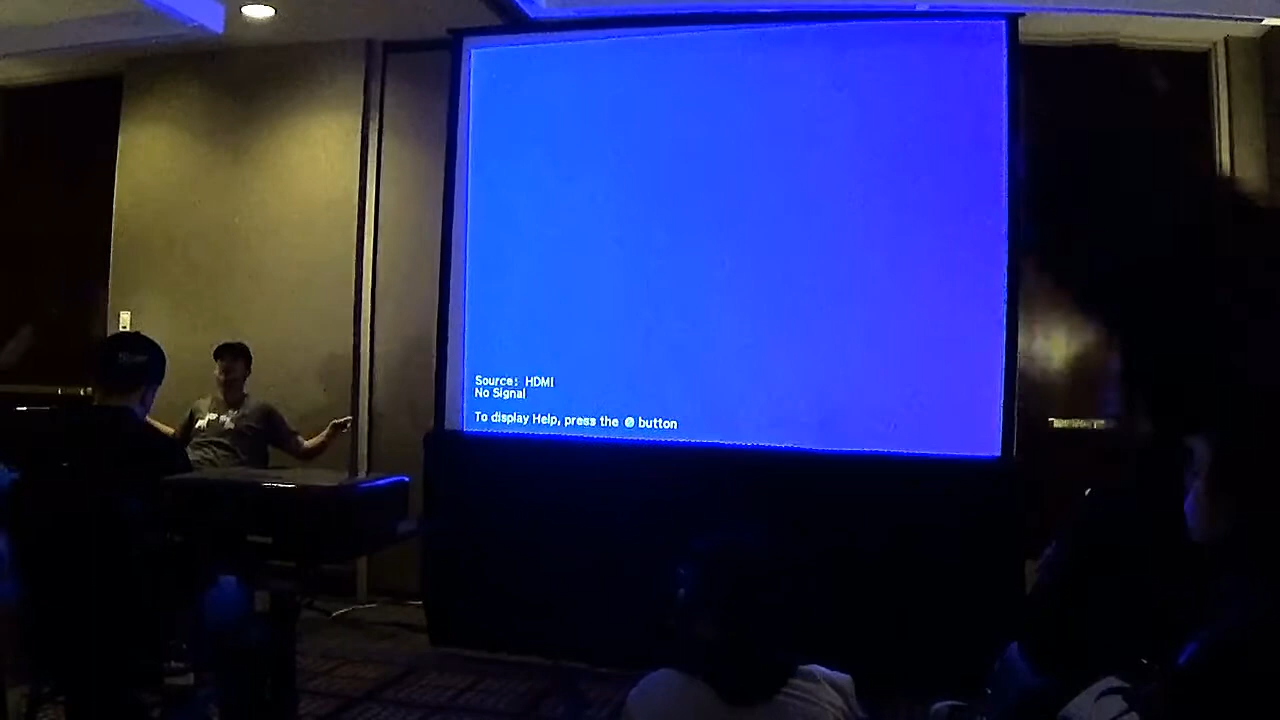 Source: HDMI
No Signal
To display Help, press the button